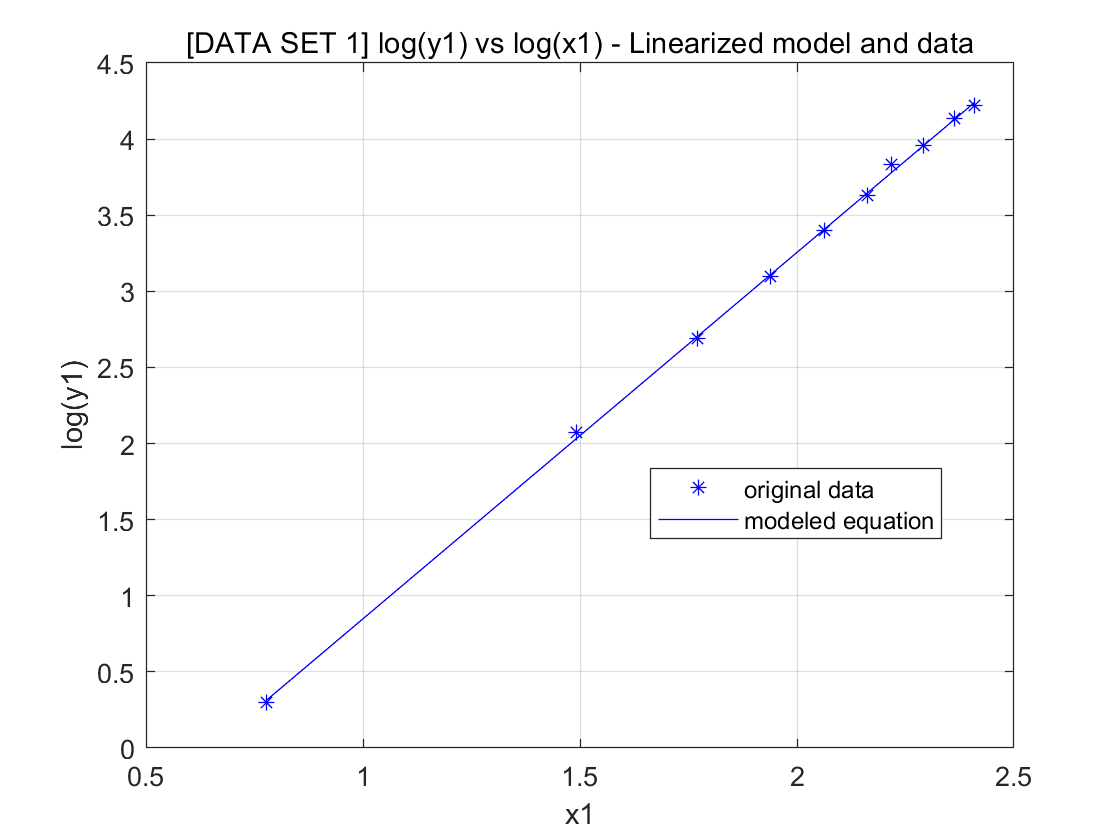 [DATA SET 1] log(y1) vs log(x1) - Linearized model and data
4.5
4
3.5
3
2.5
2
1.5
1
0.5
0
log(y1)
original data
modeled equation
0.5 1 1.5 2 2.5
x1